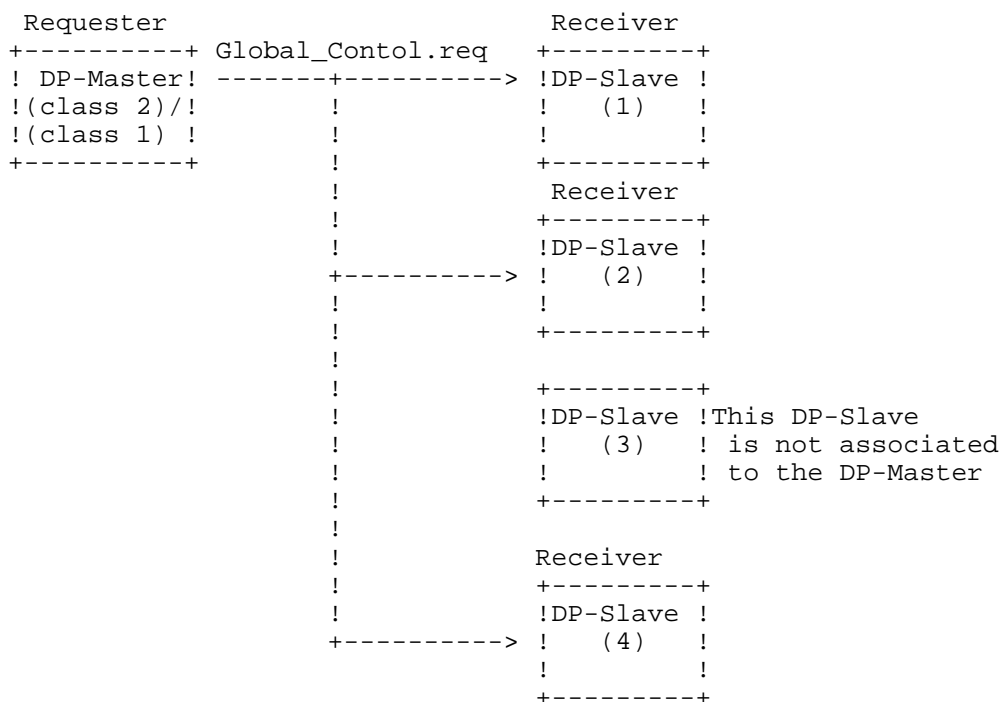 Requester Receiver
+----------+ Global_Contol.req +---------+
! DP-Master! -------+----------> !DP-Slave !
!(class 2)/! ! ! (1) !
!(class 1) ! ! ! !
+----------+ ! +---------+
! Receiver
! +---------+
! !DP-Slave !
+----------> ! (2) !
! ! !
! +---------+
!
! +---------+
! !DP-Slave !This DP-Slave
! ! (3) ! is not associated
! ! ! to the DP-Master
! +---------+
!
! Receiver
! +---------+
! !DP-Slave !
+----------> ! (4) !
! !
+---------+